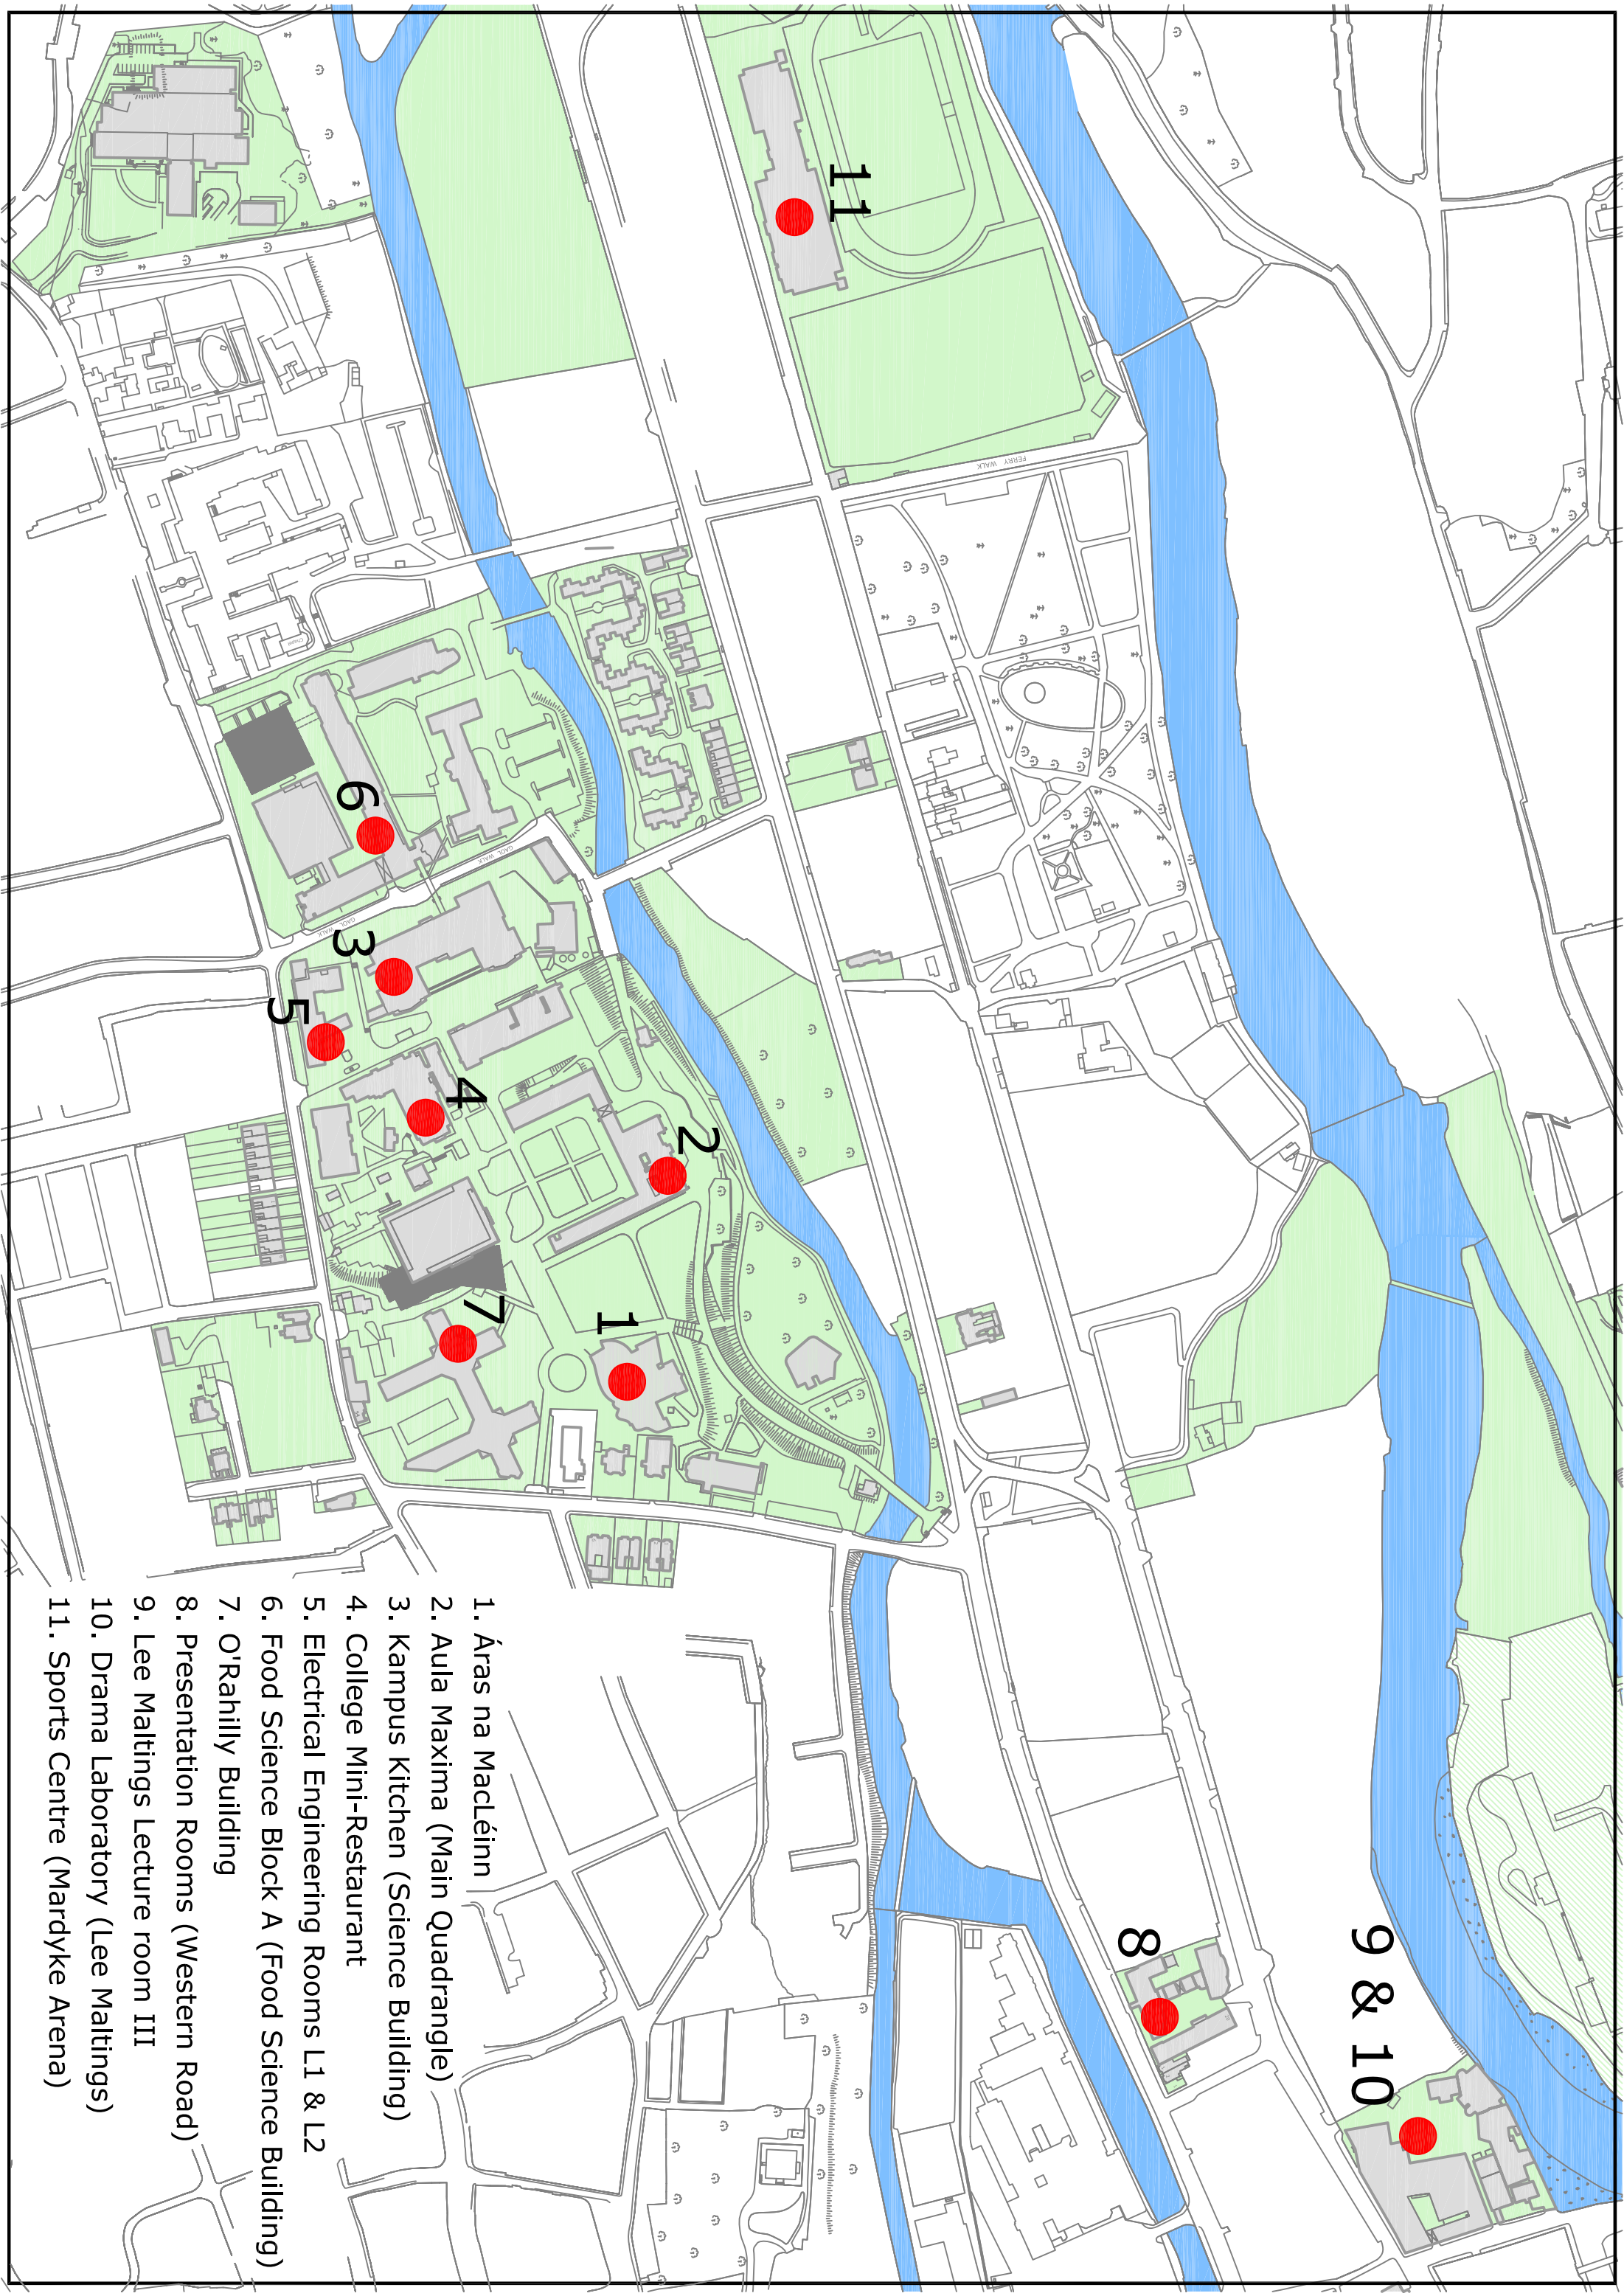 11
FERRY WALK
6
GAOL WALK
GAOL WALK
3
5
4
2
7
1
8
9 & 10
Chapel
1. Áras na MacLéinn
2. Aula Maxima (Main Quadrangle)
3. Kampus Kitchen (Science Building)
4. College Mini-Restaurant
5. Electrical Engineering Rooms L1 & L2
6. Food Science Block A (Food Science Building)
7. O'Rahilly Building
8. Presentation Rooms (Western Road)
9. Lee Maltings Lecture room III
10. Drama Laboratory (Lee Maltings)
11. Sports Centre (Mardyke Arena)